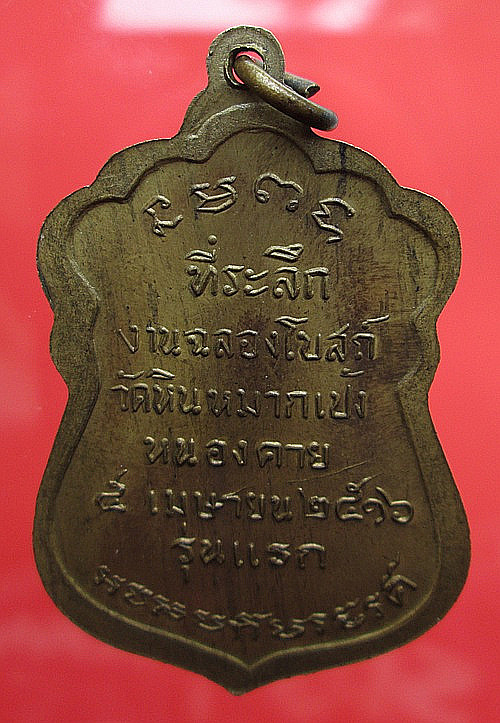 ที่ระลึก
งานฉลองโบสถ์
วัดหินหมากเป้ง
หนองคาย
๕ เมษายน ๒๕๑๖
รุ่นแรก